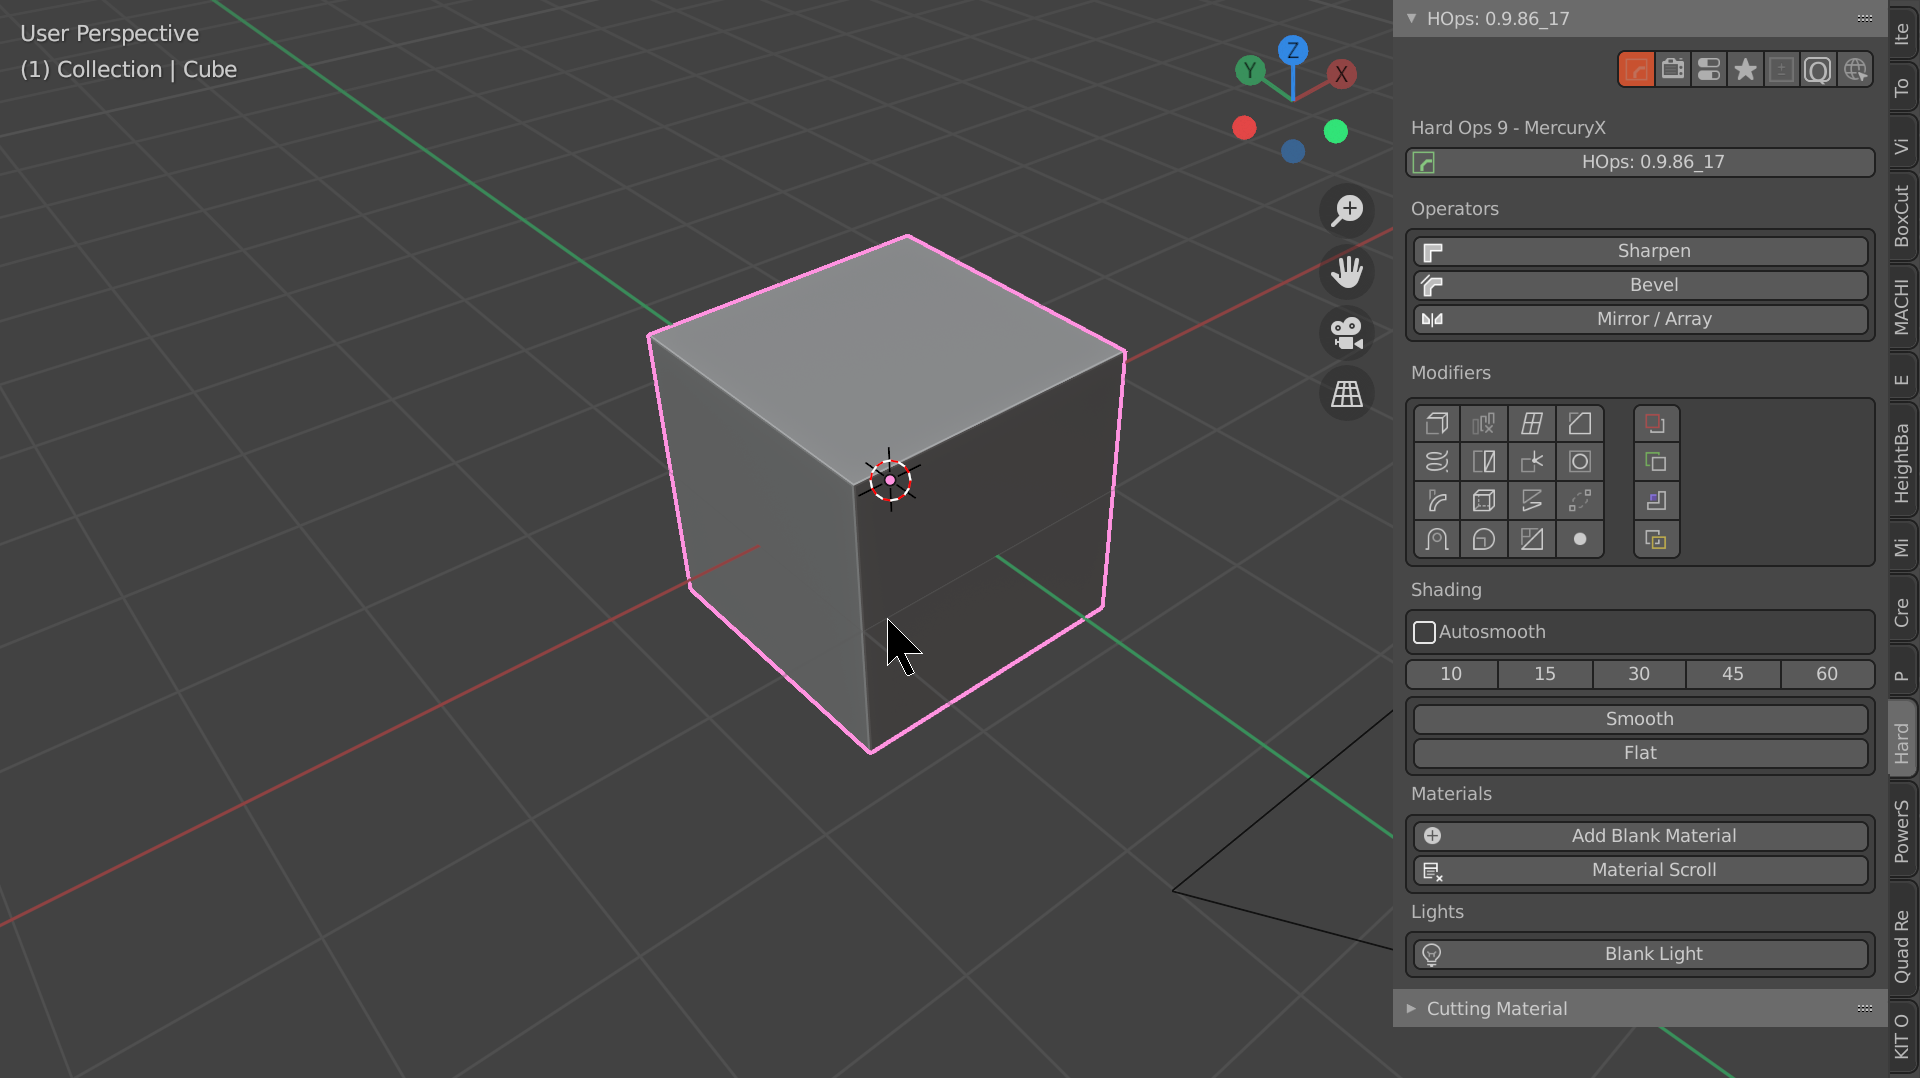 User Perspective
(1) Collection | Cube
Z
Y
X
HOps: 0.9.86_17
Hard Ops 9 - MercuryX
HOps: 0.9.86_17
Operators
Sharpen
Bevel
Mirror / Array
Modifiers
Shading
Autosmooth
10 15 30 45 60
Smooth
Flat
Materials
Add Blank Material
Material Scroll
Lights
Blank Light
Cutting Material
Ite
To
Vi
BoxCut
MACHI
E
HeightBa
Mi
Cre
P
Hard
PowerS
Quad Re
KIT O